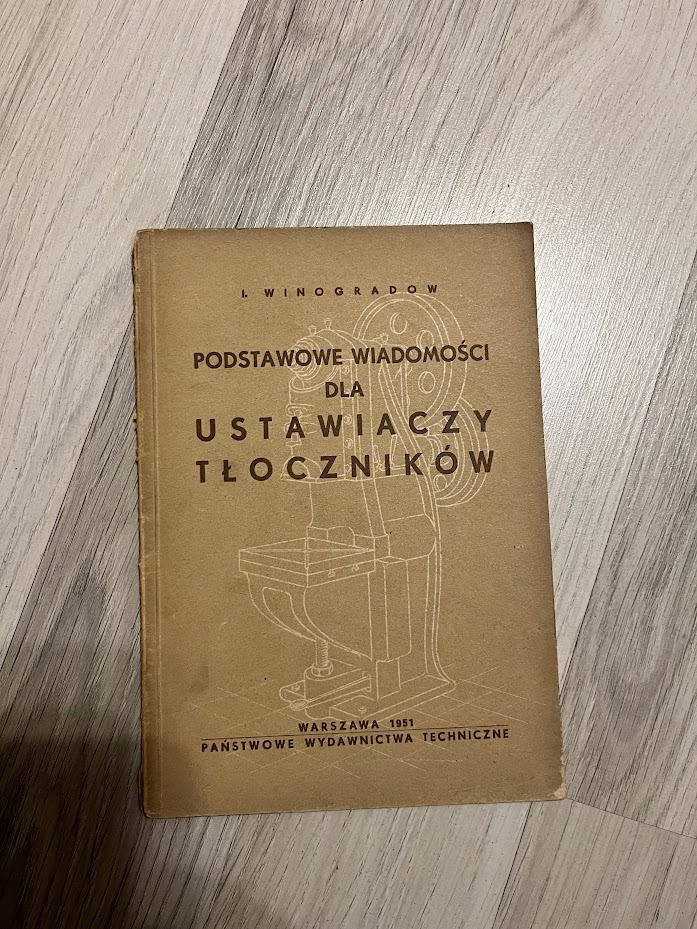 I. WINOGRADOW
PODSTAWOWE WIADOMOŚCI
DLA
USTAWIACZY
TŁOCZNIKÓW
WARSZAWA 1951
PAŃSTWOWE WYDAWNICTWA TECHNICZNE